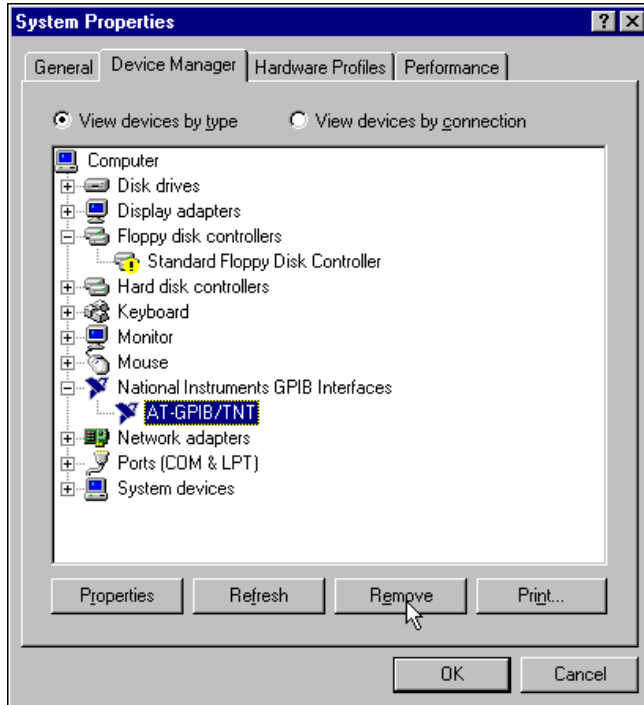 System Properties
General Device Manager Hardware Profiles Performance
View devices by type View devices by connection
Computer
Disk drives
Display adapters
Floppy disk controllers
Standard Floppy Disk Controller
Hard disk controllers
Keyboard
Monitor
Mouse
National Instruments GPIB Interfaces
AT-GPIB/TNT
Network adapters
Ports (COM & LPT)
System devices
Properties Refresh Remove Print...
OK Cancel